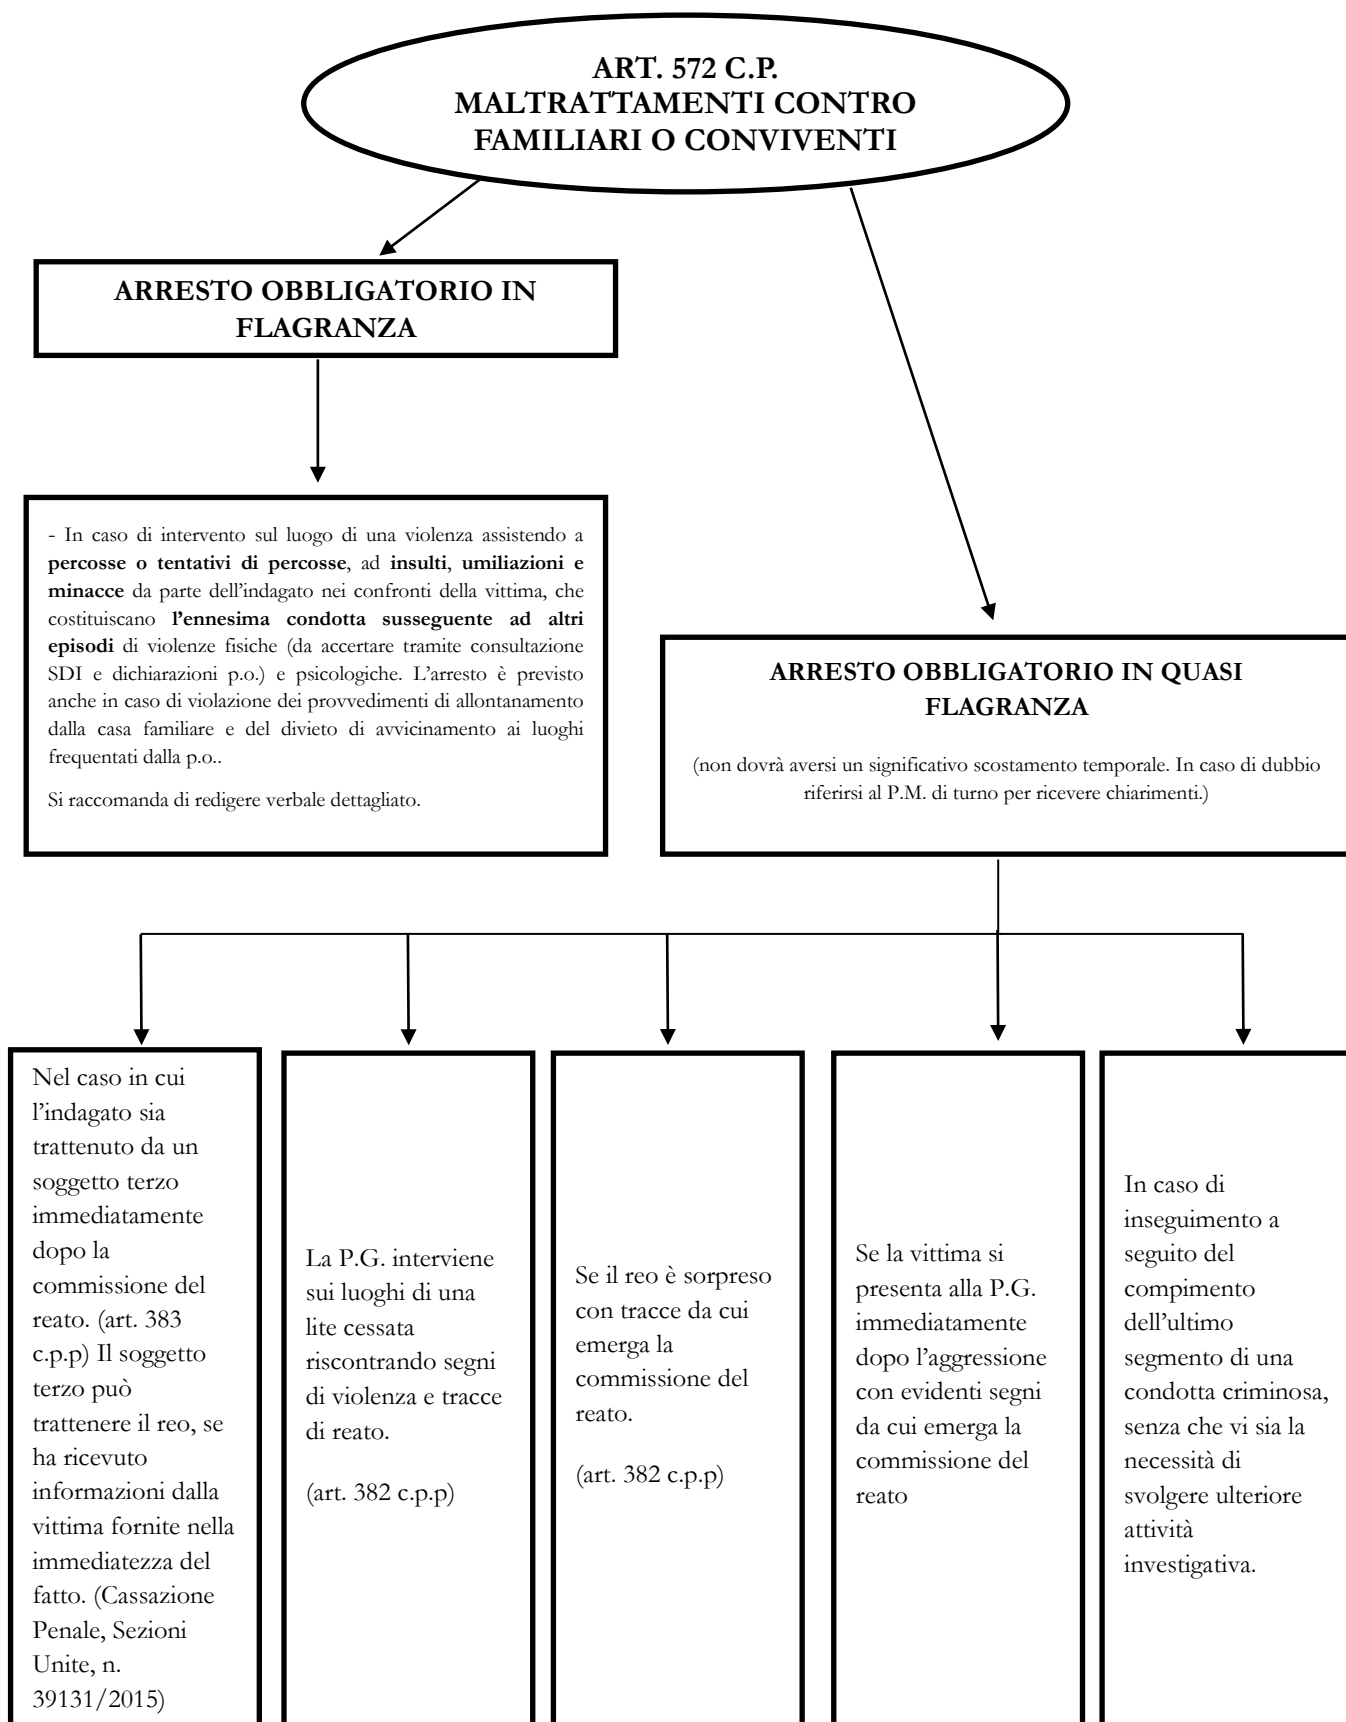 ART. 572 C.P.
MALTRATTAMENTI CONTRO
FAMILIARI O CONVIVENTI
ARRESTO OBBLIGATORIO IN
FLAGRANZA
- In caso di intervento sul luogo di una violenza assistendo a
percosse o tentativi di percosse, ad insulti, umiliazioni e
minacce da parte dell’indagato nei confronti della vittima, che
costituiscano l’ennesima condotta susseguente ad altri
episodi di violenze fisiche (da accertare tramite consultazione
SDI e dichiarazioni p.o.) e psicologiche. L’arresto è previsto
anche in caso di violazione dei provvedimenti di allontanamento
dalla casa familiare e del divieto di avvicinamento ai luoghi
frequentati dalla p.o..
Si raccomanda di redigere verbale dettagliato.
ARRESTO OBBLIGATORIO IN QUASI
FLAGRANZA
(non dovrà aversi un significativo scostamento temporale. In caso di dubbio
riferirsi al P.M. di turno per ricevere chiarimenti.)
Nel caso in cui
l’indagato sia
trattenuto da un
soggetto terzo
immediatamente
dopo la
commissione del
reato. (art. 383
c.p.p) Il soggetto
terzo può
trattenere il reo, se
ha ricevuto
informazioni dalla
vittima fornite nella
immediatezza del
fatto. (Cassazione
Penale, Sezioni
Unite, n.
39131/2015)
La P.G. interviene
sui luoghi di una
lite cessata
riscontrando segni
di violenza e tracce
di reato.
(art. 382 c.p.p)
Se il reo è sorpreso
con tracce da cui
emerga la
commissione del
reato.
(art. 382 c.p.p)
Se la vittima si
presenta alla P.G.
immediatamente
dopo l’aggressione
con evidenti segni
da cui emerga la
commissione del
reato
In caso di
inseguimento a
seguito del
compimento
dell’ultimo
segmento di una
condotta criminosa,
senza che vi sia la
necessità di
svolgere ulteriore
attività
investigativa.